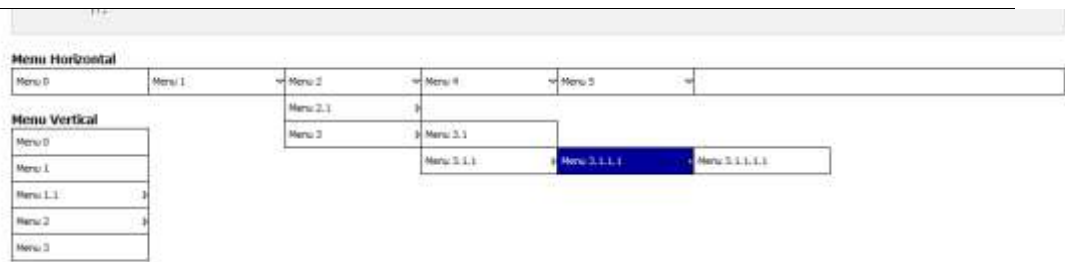 Menu Horizontal
Menu 0 Menu 1 Menu 2 Menu 4 Menu 5
Menu 2.1
Menu 3 Menu 3.1
Menu 3.1.1 Menu 3.1.1.1 Menu 3.1.1.1.1
Menu Vertical
Menu 0
Menu 1
Menu 1.1
Menu 2
Menu 3